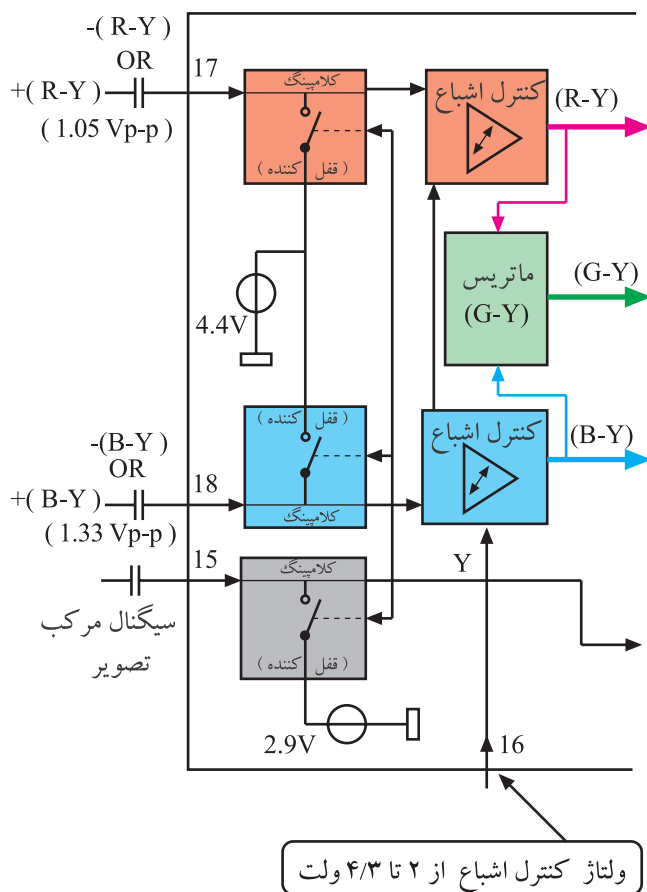 -( R-Y )
OR
+( R-Y )
( 1.05 Vp-p )
17
کلامپینگ
( قفل کننده )
کنترل اشباع
(R-Y)
4.4V
ماتریس
(G-Y)
(G-Y)
-(B-Y )
OR
+( B-Y )
( 1.33 Vp-p )
18
( قفل کننده )
کلامپینگ
کنترل اشباع
(B-Y)
15
سیگنال مرکب
تصویر
کلامپینگ
( قفل کننده )
Y
2.9V
16
ولتاژ کنترل اشباع از ۲ تا ۴/۳ ولت